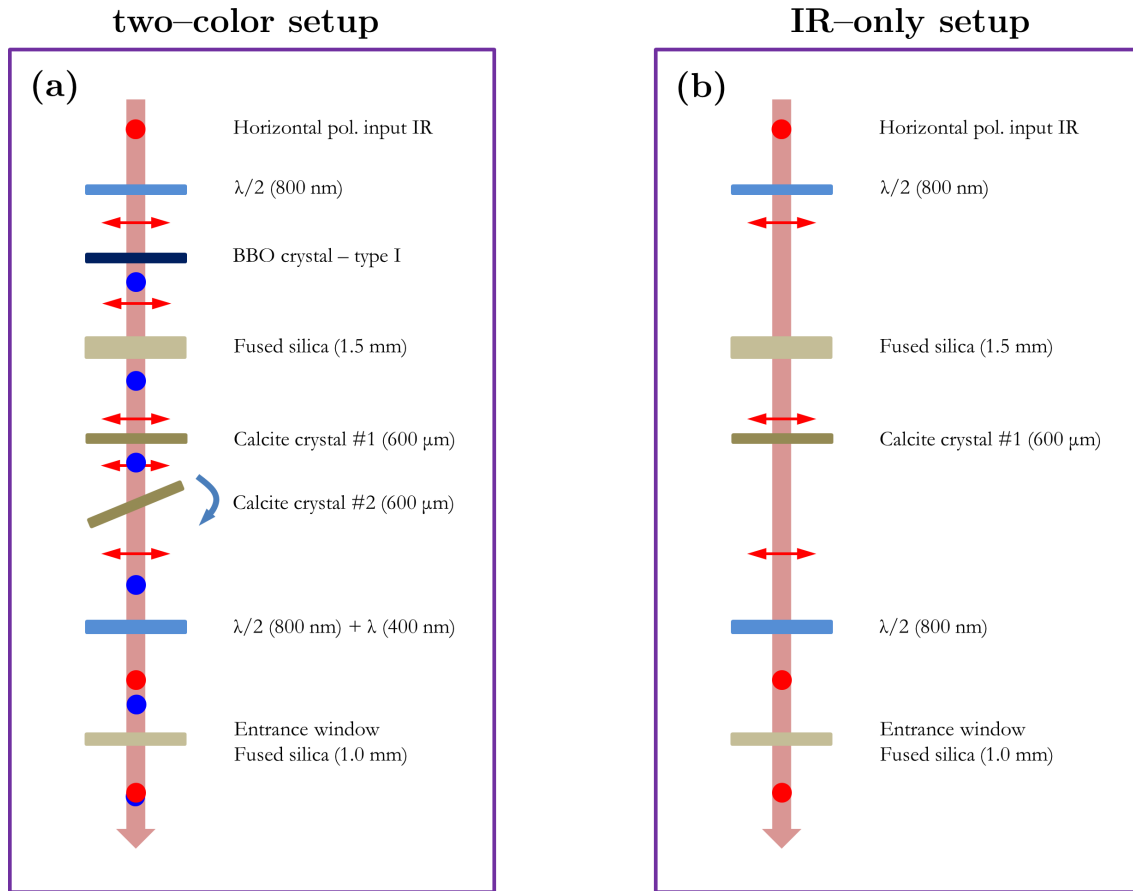 two–color setup
(a)
Horizontal pol. input IR
λ/2 (800 nm)
BBO crystal – type I
Fused silica (1.5 mm)
Calcite crystal #1 (600 μm)
Calcite crystal #2 (600 μm)
λ/2 (800 nm) + λ (400 nm)
Entrance window
Fused silica (1.0 mm)
IR–only setup
(b)
Horizontal pol. input IR
λ/2 (800 nm)
Fused silica (1.5 mm)
Calcite crystal #1 (600 μm)
λ/2 (800 nm)
Entrance window
Fused silica (1.0 mm)